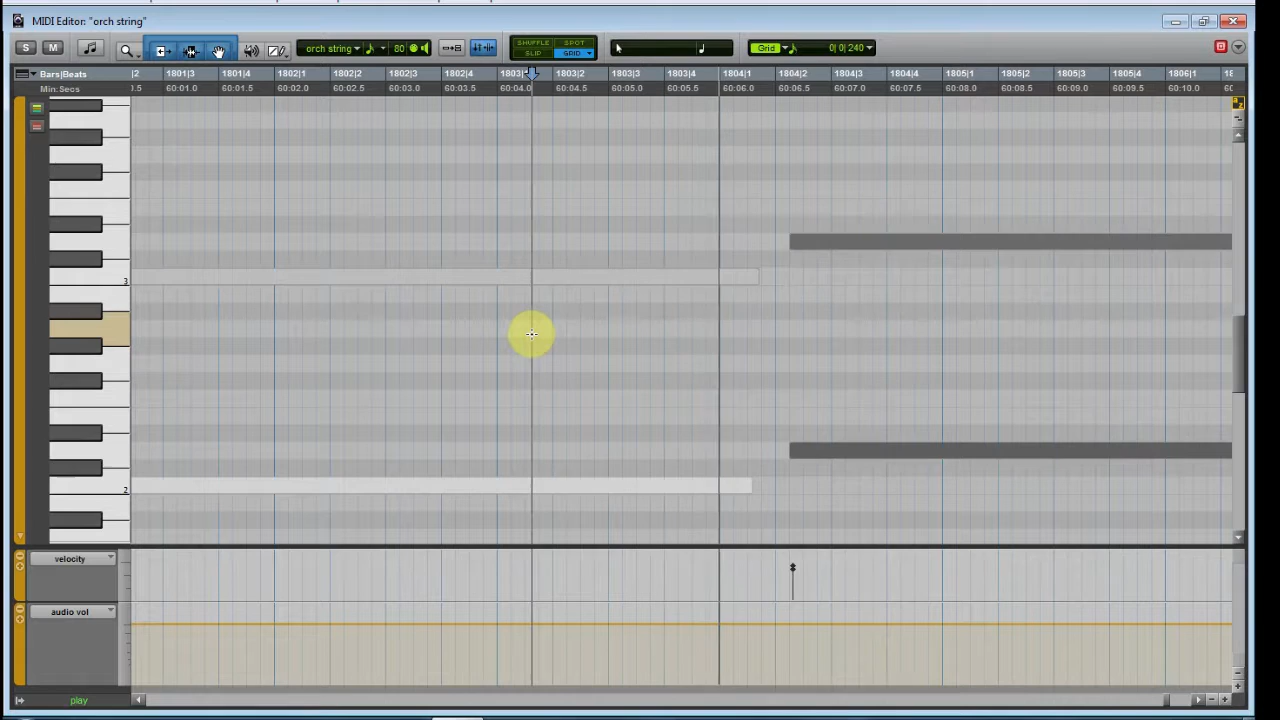 MIDI Editor: "orch string"
S M orch string 80 SHUFFLE SPOT SLIP GRID Grid 0| 0| 240
Bars|Beats |2 1801|3 1801|4 1802|1 1802|2 1802|3 1802|4 1803| 1803|2 1803|3 1803|4 1804|1 1804|2 1804|3 1804|4 1805|1 1805|2 1805|3 1805|4 1806|1 18
Min:Secs 0.5 60:01.0 60:01.5 60:02.0 60:02.5 60:03.0 60:03.5 60:04.0 60:04.5 60:05.0 60:05.5 60:06.0 60:06.5 60:07.0 60:07.5 60:08.0 60:08.5 60:09.0 60:09.5 60:10.0 60
a z
3
2
velocity
audio vol
play